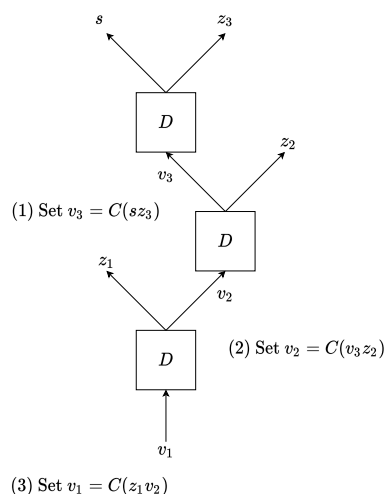 s z₃
D
z₂
v₃
(1) Set v₃ = C(sz₃)
D
z₁
v₂
(2) Set v₂ = C(v₃z₂)
D
v₁
(3) Set v₁ = C(z₁v₂)